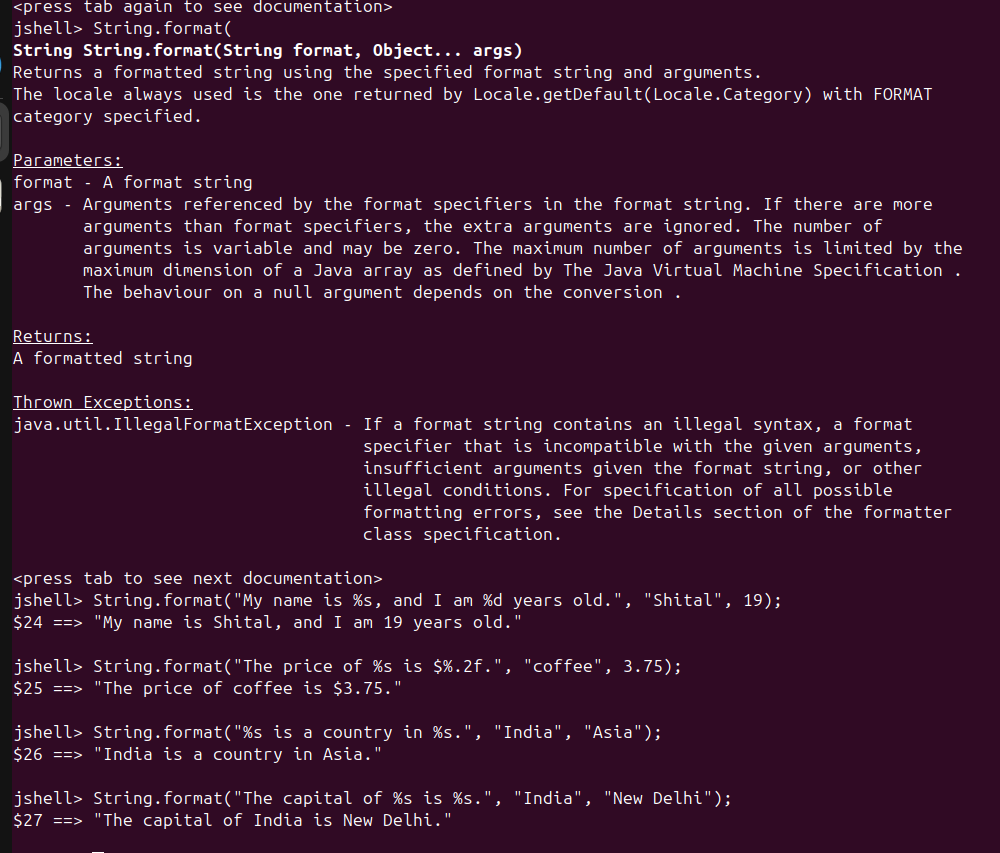 <press tab again to see documentation>
jshell> String.format(
String String.format(String format, Object... args)
Returns a formatted string using the specified format string and arguments.
The locale always used is the one returned by Locale.getDefault(Locale.Category) with FORMAT
category specified.
Parameters:
format - A format string
args - Arguments referenced by the format specifiers in the format string. If there are more
arguments than format specifiers, the extra arguments are ignored. The number of
arguments is variable and may be zero. The maximum number of arguments is limited by the
maximum dimension of a Java array as defined by The Java Virtual Machine Specification .
The behaviour on a null argument depends on the conversion .
Returns:
A formatted string
Thrown Exceptions:
java.util.IllegalFormatException - If a format string contains an illegal syntax, a format
specifier that is incompatible with the given arguments,
insufficient arguments given the format string, or other
illegal conditions. For specification of all possible
formatting errors, see the Details section of the formatter
class specification.
<press tab to see next documentation>
jshell> String.format("My name is %s, and I am %d years old.", "Shital", 19);
$24 ==> "My name is Shital, and I am 19 years old."
jshell> String.format("The price of %s is $%.2f.", "coffee", 3.75);
$25 ==> "The price of coffee is $3.75."
jshell> String.format("%s is a country in %s.", "India", "Asia");
$26 ==> "India is a country in Asia."
jshell> String.format("The capital of %s is %s.", "India", "New Delhi");
$27 ==> "The capital of India is New Delhi."